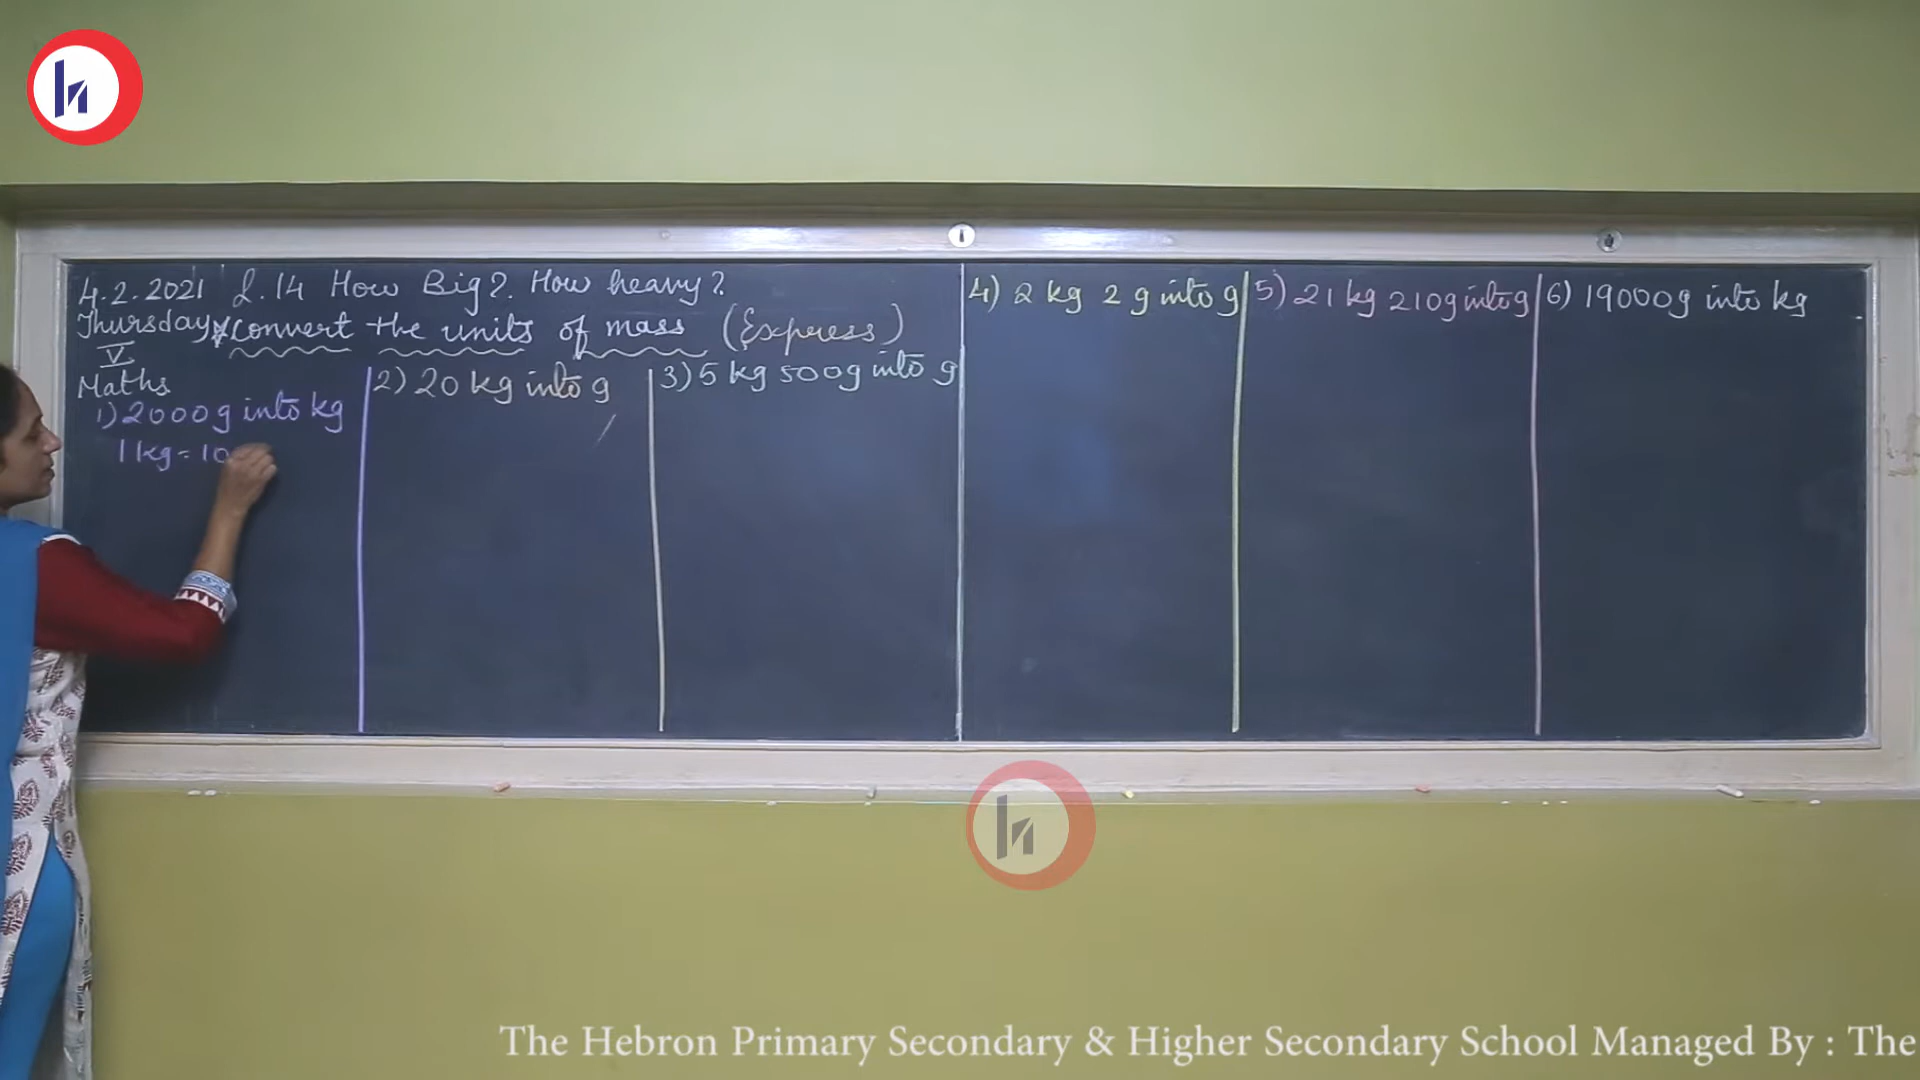 4.2.2021 L.14 How Big?. How heavy?
Thursday *convert the units of mass (Express)
V
Maths
1) 2000g into kg
1 kg = 10
2) 20 kg into g
3) 5 kg 500g into g
4) 2 kg 2 g into g
5) 21 kg 210g into g
6) 19000g into kg
The Hebron Primary Secondary & Higher Secondary School Managed By : The